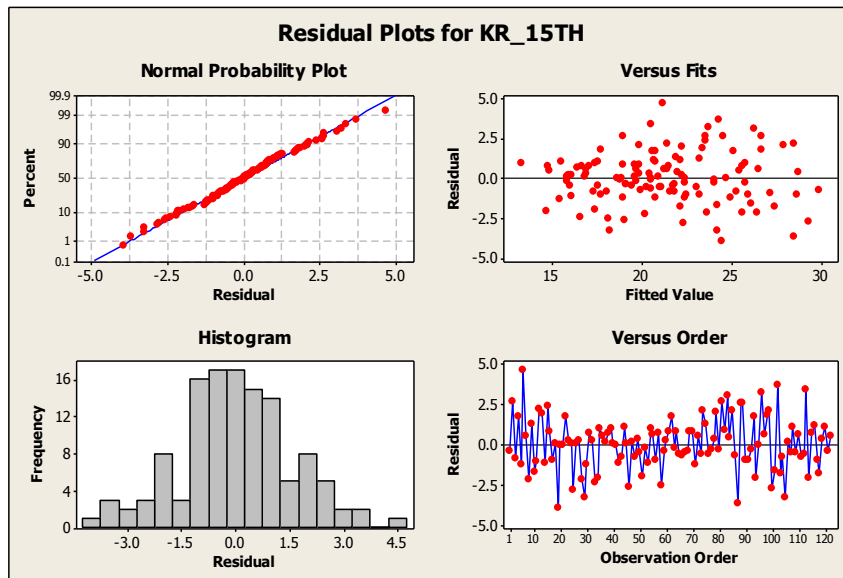 Residual Plots for KR_15TH
Normal Probability Plot
99.9
99
90
50
10
1
0.1
Percent
-5.0 -2.5 0.0 2.5 5.0
Residual
Versus Fits
5.0
2.5
0.0
-2.5
-5.0
Residual
15 20 25 30
Fitted Value
Histogram
16
12
8
4
0
Frequency
-3.0 -1.5 0.0 1.5 3.0 4.5
Residual
Versus Order
5.0
2.5
0.0
-2.5
-5.0
Residual
1 10 20 30 40 50 60 70 80 90 100 110 120
Observation Order